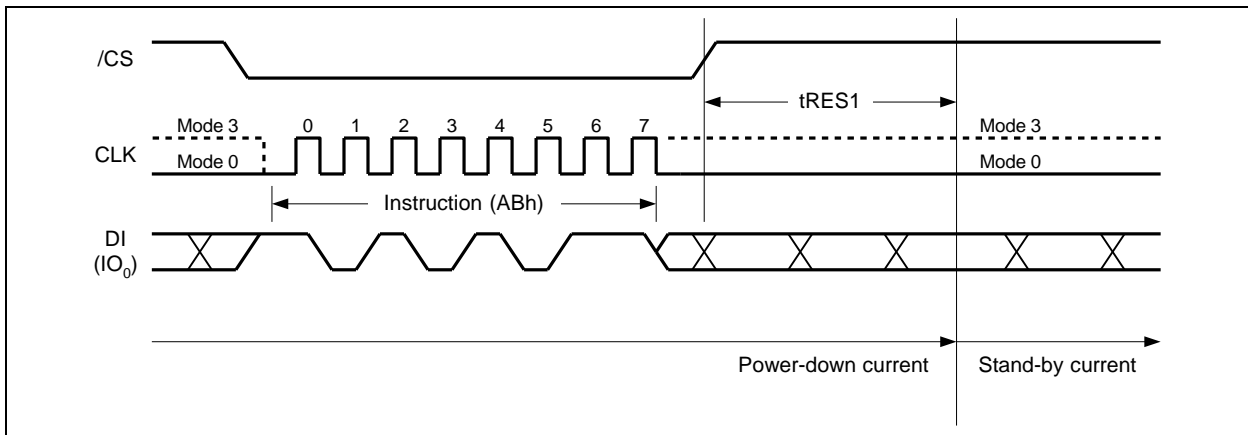 /CS
tRES1
Mode 3
0 1 2 3 4 5 6 7
Mode 3
CLK
Mode 0
Mode 0
Instruction (ABh)
DI
(IO₀)
Power-down current
Stand-by current